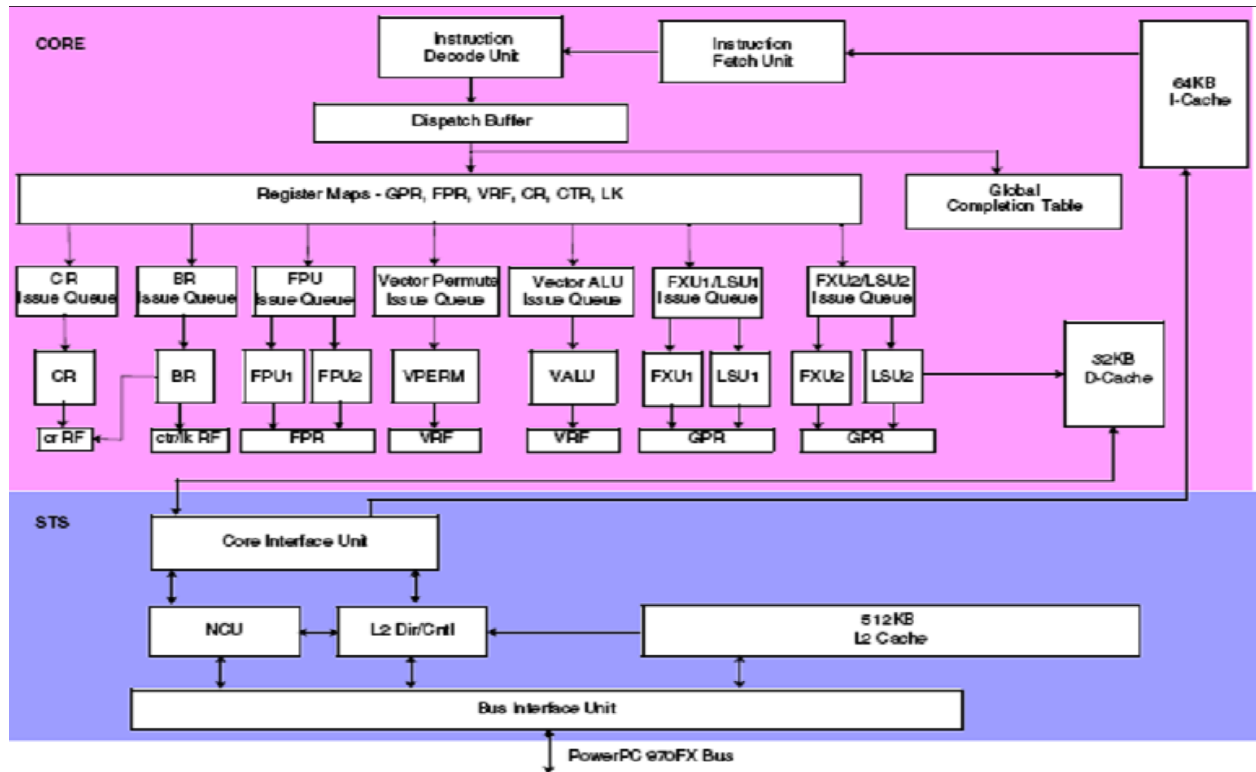 CORE
Instruction
Decode Unit
Instruction
Fetch Unit
64KB
I-Cache
Dispatch Buffer
Register Maps - GPR, FPR, VRF, CR, CTR, LK
Global
Completion Table
CR
Issue Queue
BR
Issue Queue
FPU
Issue Queue
Vector Permute
Issue Queue
Vector ALU
Issue Queue
FXU1/LSU1
Issue Queue
FXU2/LSU2
Issue Queue
32KB
D-Cache
CR
BR
FPU1
FPU2
VPERM
VALU
FXU1
LSU1
FXU2
LSU2
cr RF
ctr/lk RF
FPR
VRF
VRF
GPR
GPR
STS
Core Interface Unit
NCU
L2 Dir/Cntl
512KB
L2 Cache
Bus Interface Unit
PowerPC 970FX Bus